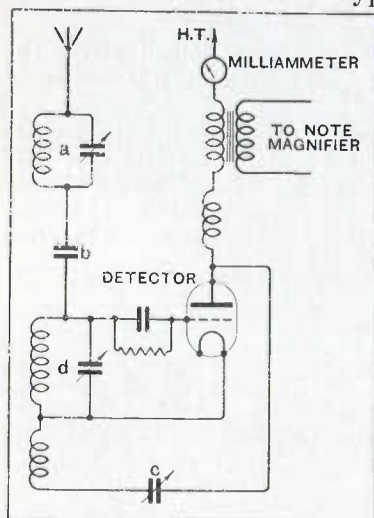 H.T.
MILLIAMMETER
a
TO NOTE
MAGNIFIER
b
DETECTOR
d
c